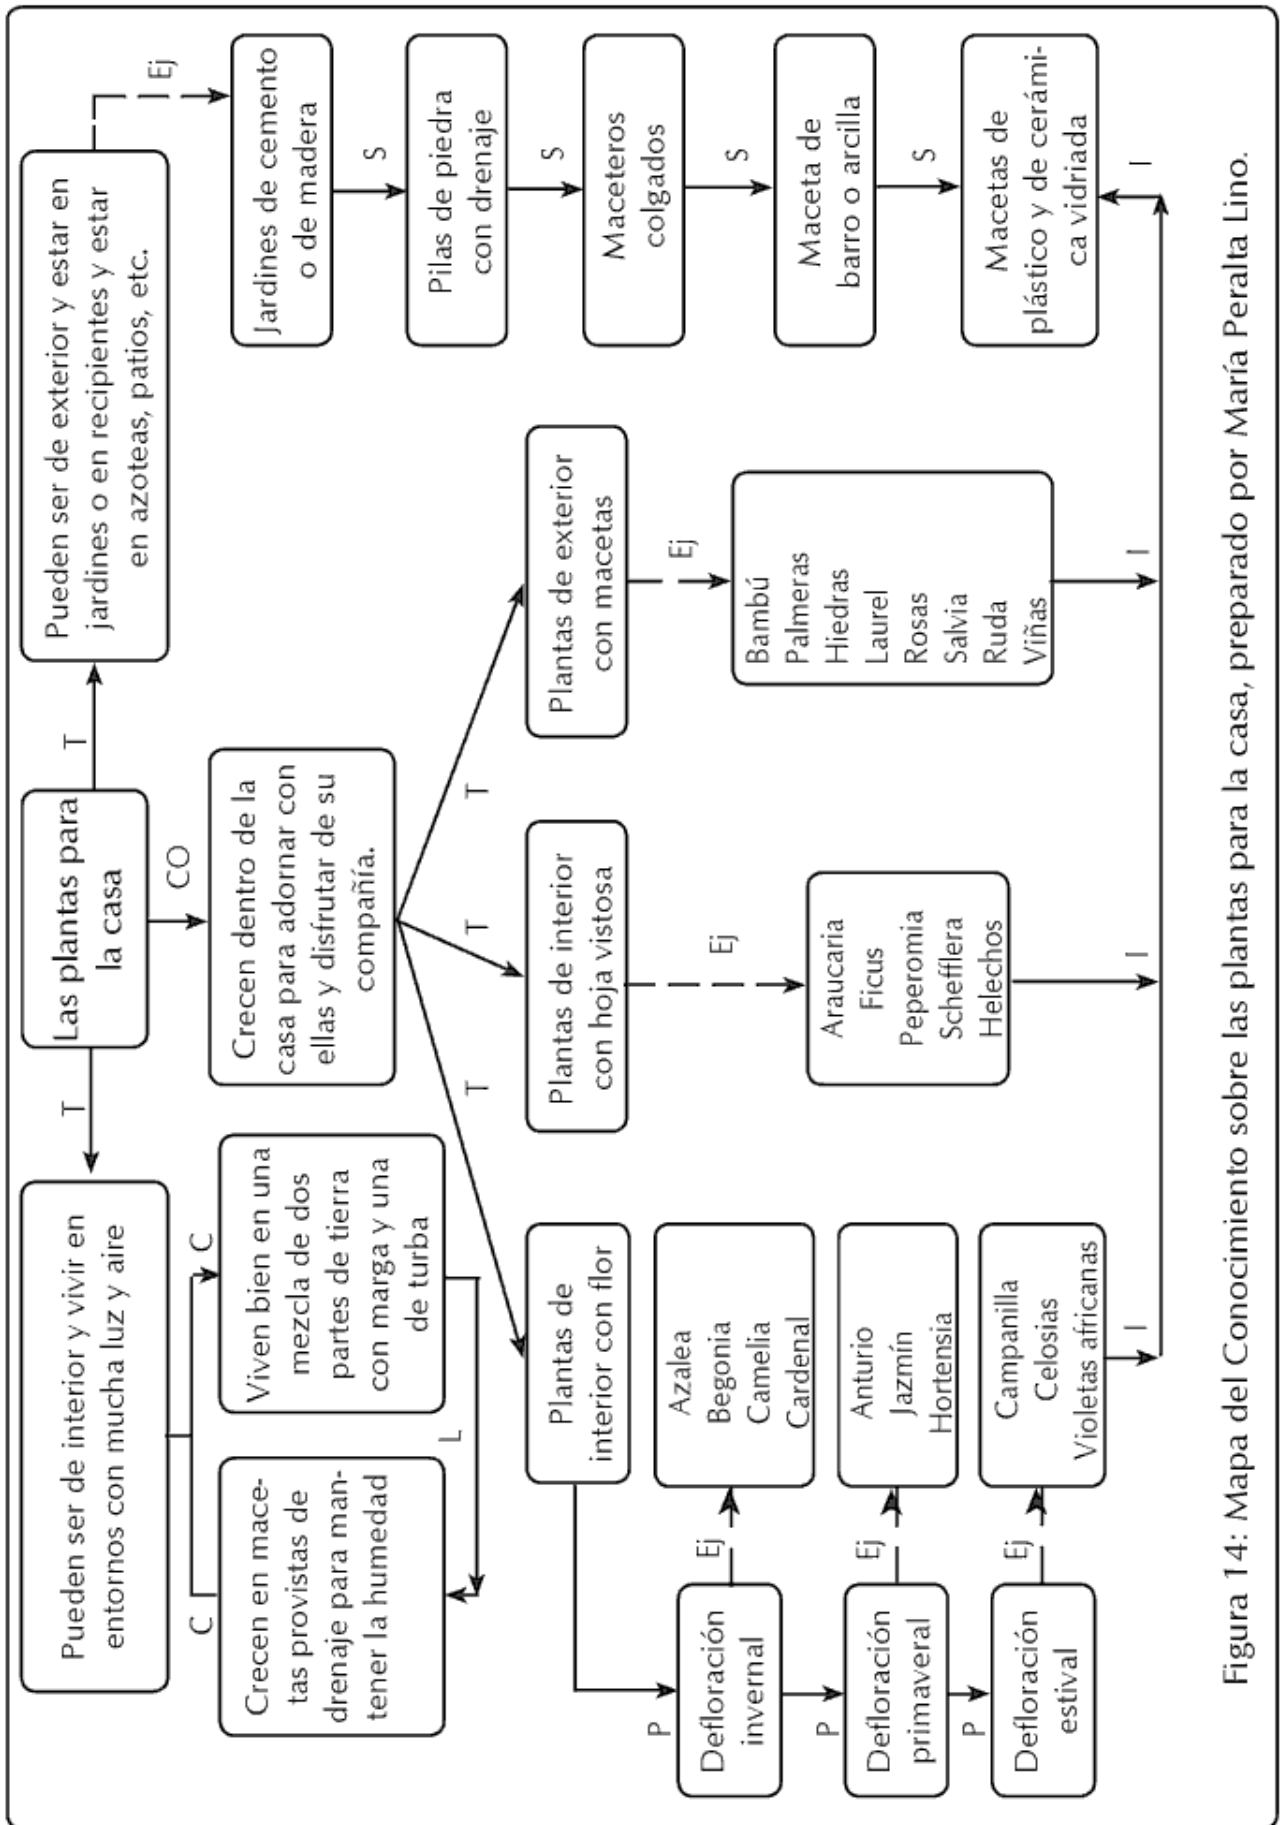 Las plantas para
la casa
T
T
CO
Pueden ser de interior y vivir en
entornos con mucha luz y aire
Pueden ser de exterior y estar en
jardines o en recipientes y estar
en azoteas, patios, etc.
C
C
Crecen en mace-
tas provistas de
drenaje para man-
tener la humedad
Viven bien en una
mezcla de dos
partes de tierra
con marga y una
de turba
L
Crecen dentro de la
casa para adornar con
ellas y disfrutar de su
compañía.
T
T
T
Ej
Jardines de cemento
o de madera
S
Pilas de piedra
con drenaje
S
Maceteros
colgados
S
Maceta de
barro o arcilla
S
Macetas de
plástico y de cerámi-
ca vidriada
Plantas de
interior con flor
Plantas de interior
con hoja vistosa
Plantas de exterior
con macetas
P
Defloración
invernal
Ej
Azalea
Begonia
Camelia
Cardenal
P
Defloración
primaveral
Ej
Anturio
Jazmín
Hortensia
P
Defloración
estival
Ej
Campanilla
Celosias
Violetas africanas
Ej
Araucaria
Ficus
Peperomia
Schefflera
Helechos
Ej
Bambú
Palmeras
Hiedras
Laurel
Rosas
Salvia
Ruda
Viñas
I
I
I
I
Figura 14: Mapa del Conocimiento sobre las plantas para la casa, preparado por María Peralta Lino.